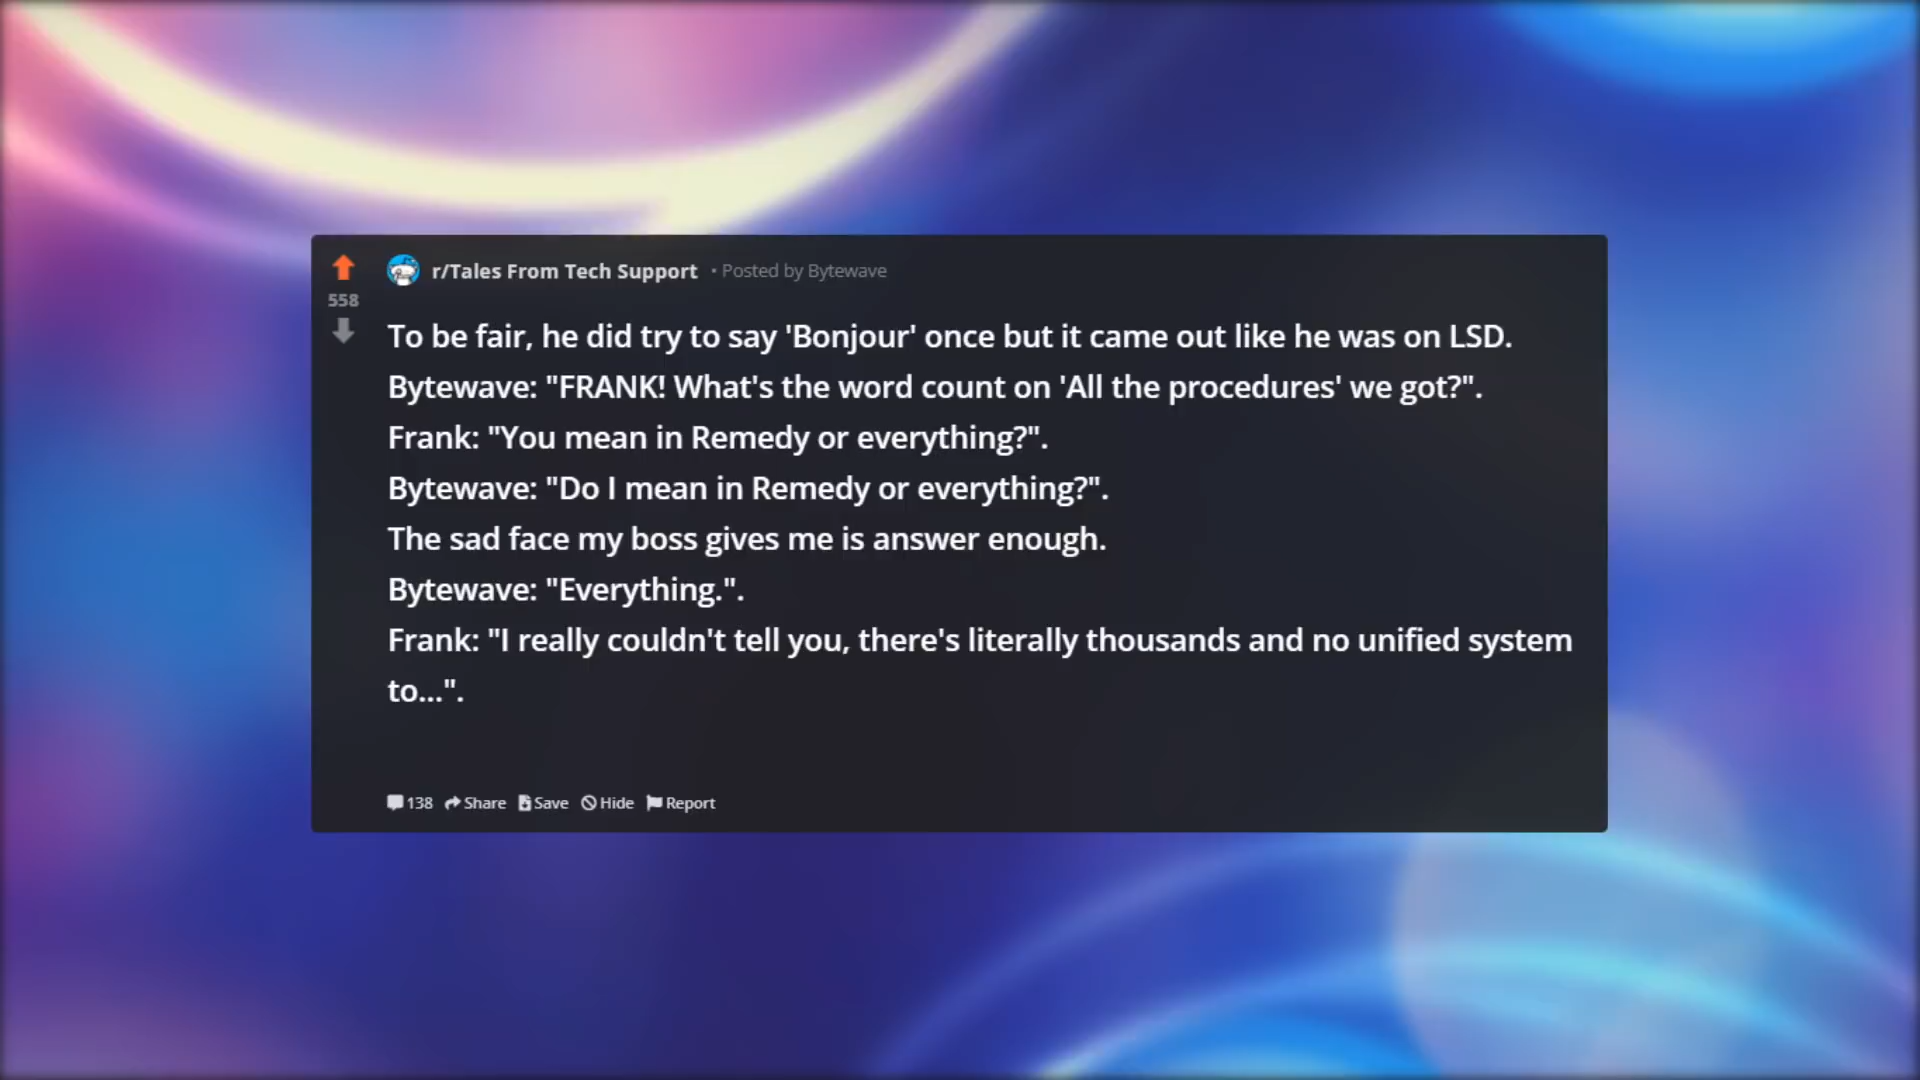 r/Tales From Tech Support • Posted by Bytewave
558
To be fair, he did try to say 'Bonjour' once but it came out like he was on LSD.
Bytewave: "FRANK! What's the word count on 'All the procedures' we got?".
Frank: "You mean in Remedy or everything?".
Bytewave: "Do I mean in Remedy or everything?".
The sad face my boss gives me is answer enough.
Bytewave: "Everything.".
Frank: "I really couldn't tell you, there's literally thousands and no unified system
to...".
138 Share Save Hide Report